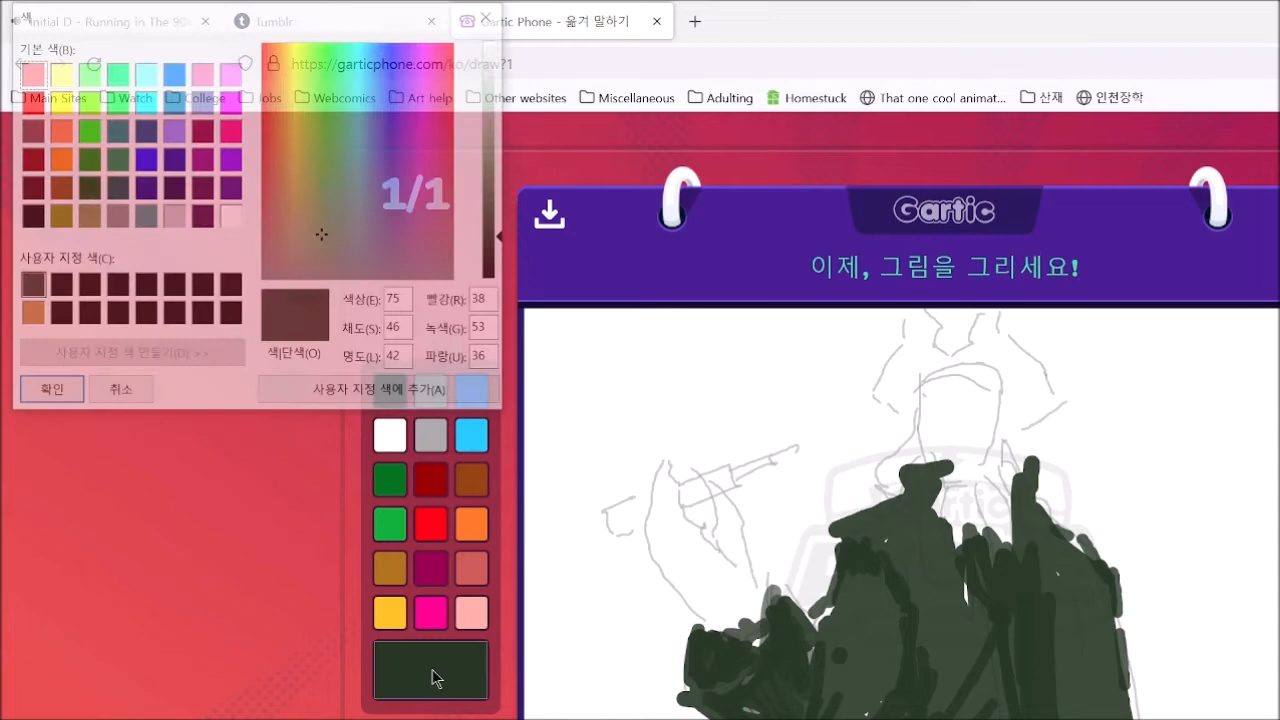 색
Initial D - Running in The 90s
Tumblr
Gartic Phone - 옮겨 말하기
https://garticphone.com/ko/draw?1
Main Sites
Watch
College
Jobs
Webcomics
Art help
Other websites
Miscellaneous
Adulting
Homestuck
That one cool animat...
산재
인천장학
기본 색(B):
1/1
Gartic
이제, 그림을 그리세요!
사용자 지정 색(C):
색상(E): 75
빨강(R): 38
채도(S): 46
녹색(G): 53
색|단색(O)
명도(L): 42
파랑(U): 36
사용자 지정 색 만들기(D) >>
확인
취소
사용자 지정 색에 추가(A)